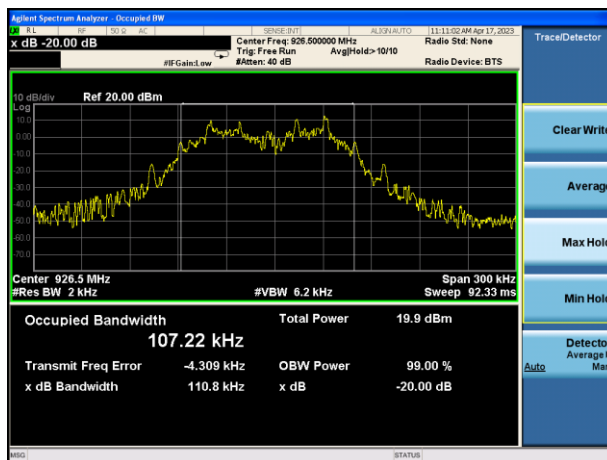 Agilent Spectrum Analyzer - Occupied BW
RL RF 50 Ω AC SENSE:INT ALIGN AUTO 11:11:02 AM Apr 17, 2023
x dB -20.00 dB Center Freq: 926.500000 MHz Radio Std: None
Trig: Free Run Avg|Hold:> 10/10
#IFGain:Low #Atten: 40 dB Radio Device: BTS
Trace/Detector
10 dB/div Ref 20.00 dBm
Log
10.0
0.00
-10.0
-20.0
-30.0
-40.0
-50.0
-60.0
-70.0
Center 926.5 MHz Span 300 kHz
#Res BW 2 kHz #VBW 6.2 kHz Sweep 92.33 ms
Occupied Bandwidth Total Power 19.9 dBm
107.22 kHz
Transmit Freq Error -4.309 kHz OBW Power 99.00 %
x dB Bandwidth 110.8 kHz x dB -20.00 dB
Clear Write
Average
Max Hold
Min Hold
Detecto
Average
Auto Ma
MSG STATUS